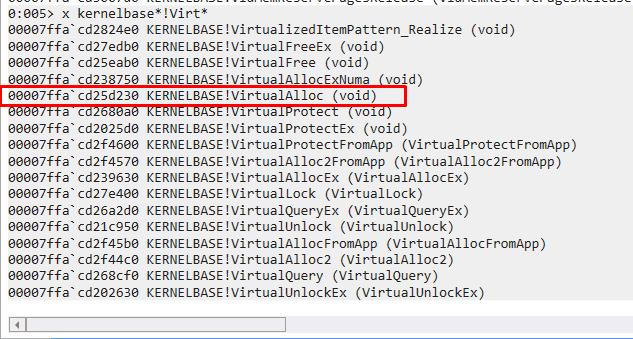 0:005> x kernelbase*!Virt*
00007ffa`cd2824e0 KERNELBASE!VirtualizedItemPattern_Realize (void)
00007ffa`cd27edb0 KERNELBASE!VirtualFreeEx (void)
00007ffa`cd25eab0 KERNELBASE!VirtualFree (void)
00007ffa`cd238750 KERNELBASE!VirtualAllocExNuma (void)
00007ffa`cd25d230 KERNELBASE!VirtualAlloc (void)
00007ffa`cd2680a0 KERNELBASE!VirtualProtect (void)
00007ffa`cd2025d0 KERNELBASE!VirtualProtectEx (void)
00007ffa`cd2f4600 KERNELBASE!VirtualProtectFromApp (VirtualProtectFromApp)
00007ffa`cd2f4570 KERNELBASE!VirtualAlloc2FromApp (VirtualAlloc2FromApp)
00007ffa`cd239630 KERNELBASE!VirtualAllocEx (VirtualAllocEx)
00007ffa`cd27e400 KERNELBASE!VirtualLock (VirtualLock)
00007ffa`cd26a2d0 KERNELBASE!VirtualQueryEx (VirtualQueryEx)
00007ffa`cd21c950 KERNELBASE!VirtualUnlock (VirtualUnlock)
00007ffa`cd2f45b0 KERNELBASE!VirtualAllocFromApp (VirtualAllocFromApp)
00007ffa`cd2f44c0 KERNELBASE!VirtualAlloc2 (VirtualAlloc2)
00007ffa`cd268cf0 KERNELBASE!VirtualQuery (VirtualQuery)
00007ffa`cd202630 KERNELBASE!VirtualUnlockEx (VirtualUnlockEx)